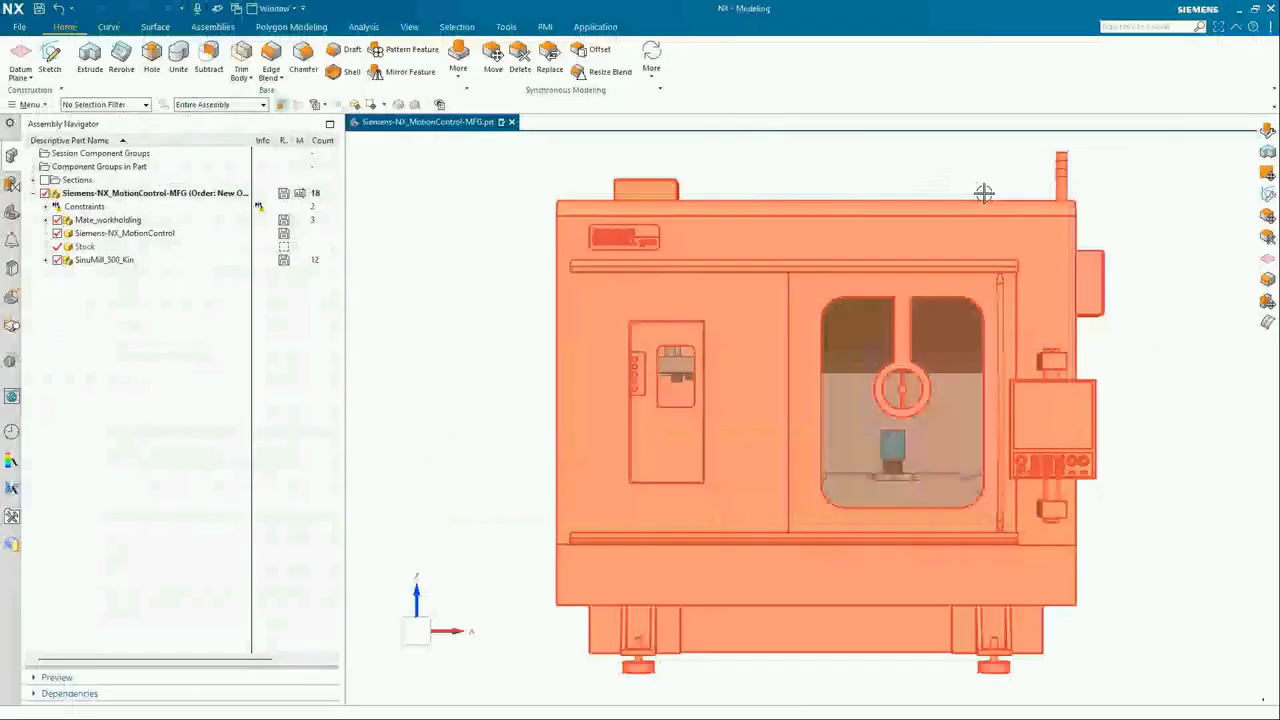 NX Window NX - Modeling SIEMENS
File Home Curve Surface Assemblies Polygon Modeling Analysis View Selection Tools PMI Application
Datum Plane Sketch Extrude Revolve Hole Unite Subtract Trim Body Edge Blend Chamfer Draft Pattern Feature More Move Delete Replace Offset More
Shell Mirror Feature Resize Blend
Construction Base Synchronous Modeling
Menu No Selection Filter Entire Assembly
Assembly Navigator Siemens-NX_MotionControl-MFG.prt
Descriptive Part Name Info R.. M Count
Session Component Groups
Component Groups in Part
Sections
Siemens-NX_MotionControl-MFG (Order: New O... 18
Constraints 2
Mate_workholding 3
Siemens-NX_MotionControl
Stock
SinuMill_500_Kin 12
Z
X
Preview
Dependencies